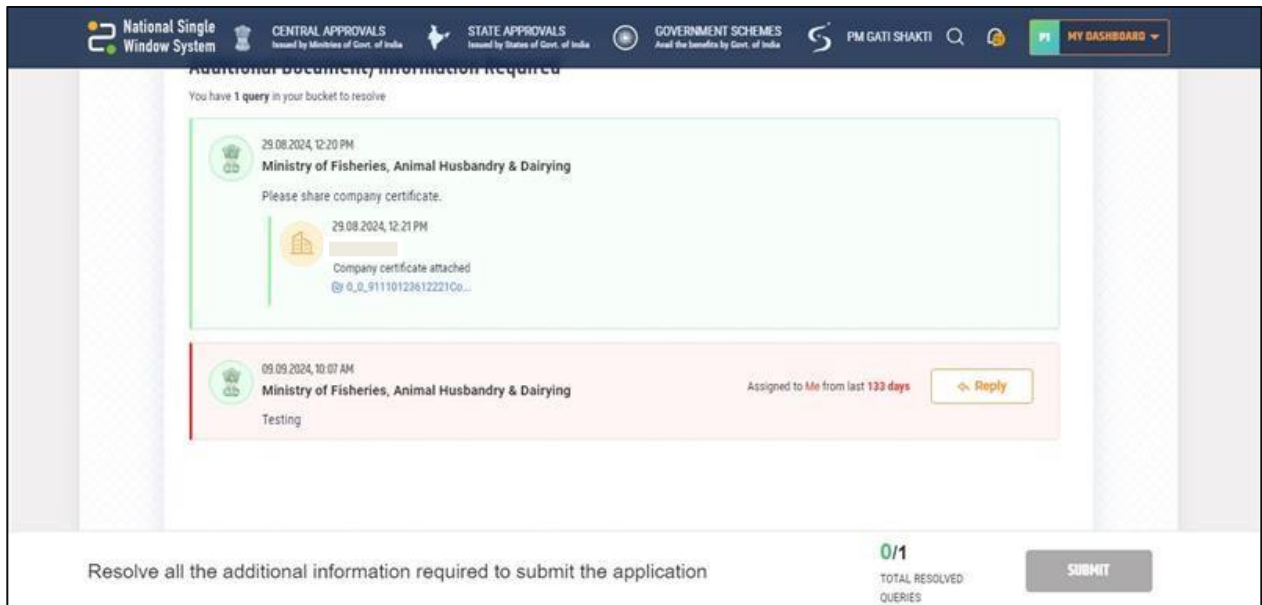 National Single
Window System
CENTRAL APPROVALS
Issued by Ministries of Govt. of India
STATE APPROVALS
Issued by States of Govt. of India
GOVERNMENT SCHEMES
Avail the benefits by Govt. of India
PM GATI SHAKTI
PI
MY DASHBOARD
Additional Document/Information Required
You have 1 query in your bucket to resolve
29.08.2024, 12:20 PM
Ministry of Fisheries, Animal Husbandry & Dairying
Please share company certificate.
29.08.2024, 12:21 PM
Company certificate attached
0_0_91110123612221Co...
09.09.2024, 10:07 AM
Ministry of Fisheries, Animal Husbandry & Dairying
Assigned to Me from last 133 days
Reply
Testing
Resolve all the additional information required to submit the application
0/1
TOTAL RESOLVED
QUERIES
SUBMIT